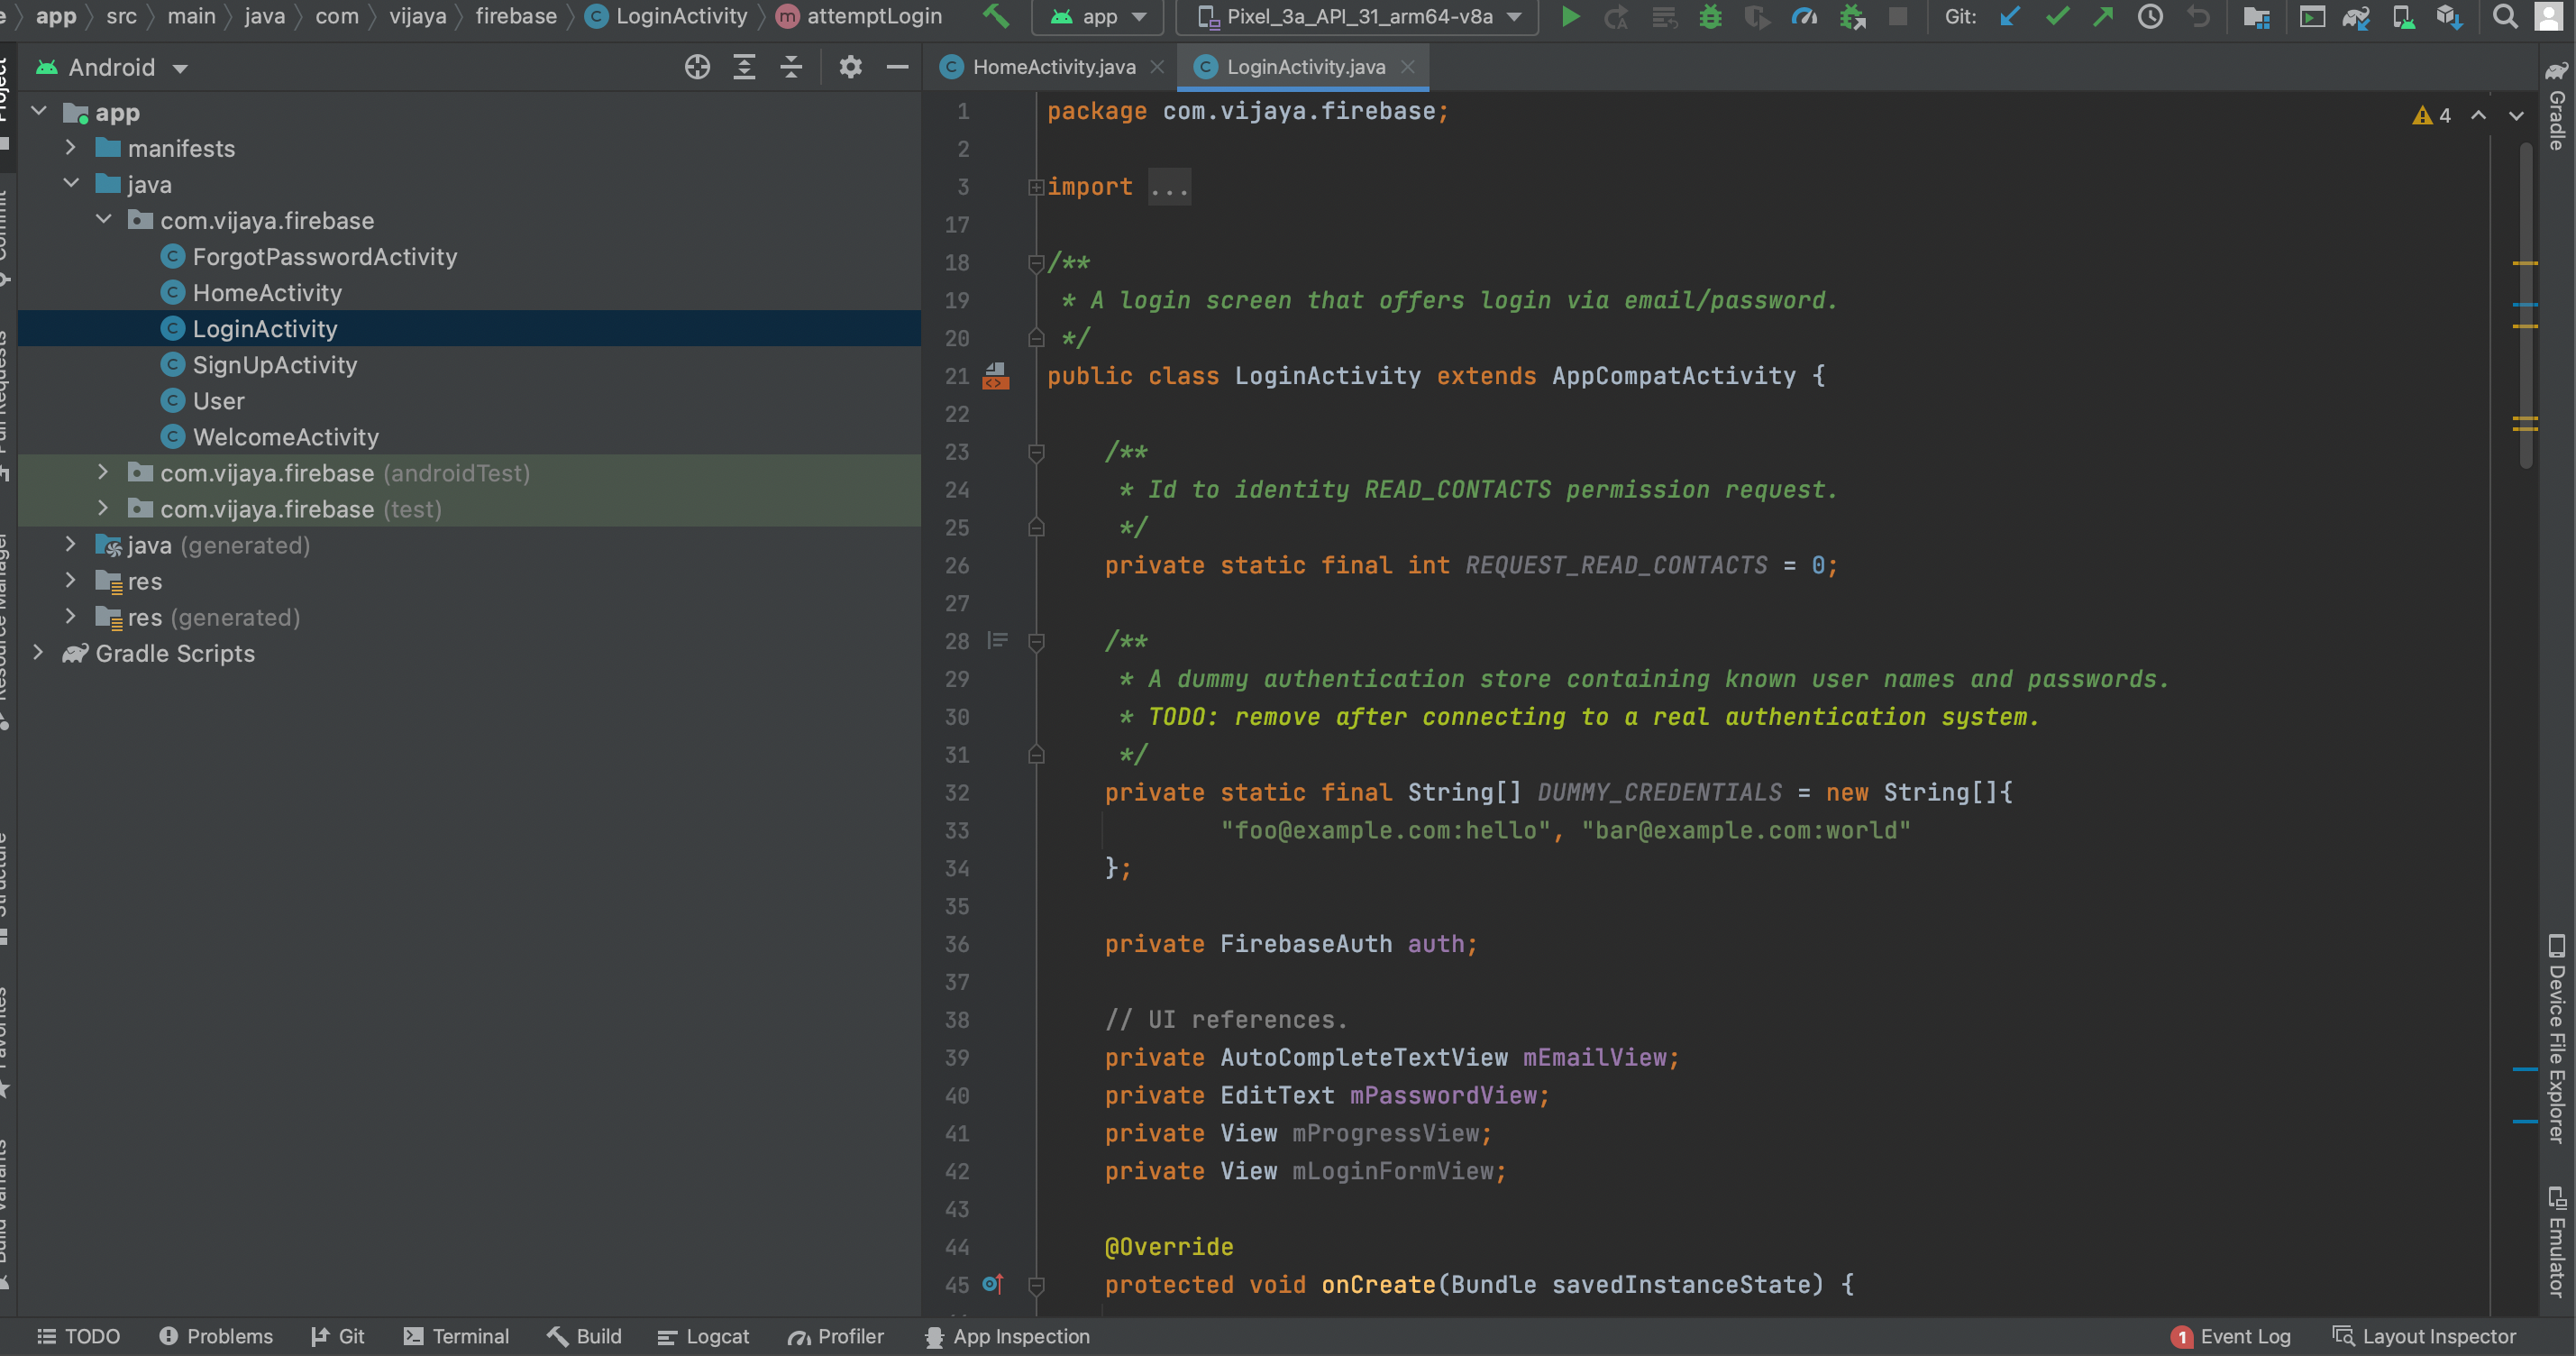 app src main java com vijaya firebase LoginActivity attemptLogin app Pixel_3a_API_31_arm64-v8a Git:
Android
HomeActivity.java LoginActivity.java
app
manifests
java
com.vijaya.firebase
ForgotPasswordActivity
HomeActivity
LoginActivity
SignUpActivity
User
WelcomeActivity
com.vijaya.firebase (androidTest)
com.vijaya.firebase (test)
java (generated)
res
res (generated)
Gradle Scripts
4
1 package com.vijaya.firebase;
2
3 import ...
17
18 /**
19 * A login screen that offers login via email/password.
20 */
21 public class LoginActivity extends AppCompatActivity {
22
23 /**
24 * Id to identity READ_CONTACTS permission request.
25 */
26 private static final int REQUEST_READ_CONTACTS = 0;
27
28 /**
29 * A dummy authentication store containing known user names and passwords.
30 * TODO: remove after connecting to a real authentication system.
31 */
32 private static final String[] DUMMY_CREDENTIALS = new String[]{
33 "foo@example.com:hello", "bar@example.com:world"
34 };
35
36 private FirebaseAuth auth;
37
38 // UI references.
39 private AutoCompleteTextView mEmailView;
40 private EditText mPasswordView;
41 private View mProgressView;
42 private View mLoginFormView;
43
44 @Override
45 protected void onCreate(Bundle savedInstanceState) {
Gradle
Device File Explorer
Emulator
TODO Problems Git Terminal Build Logcat Profiler App Inspection 1 Event Log Layout Inspector